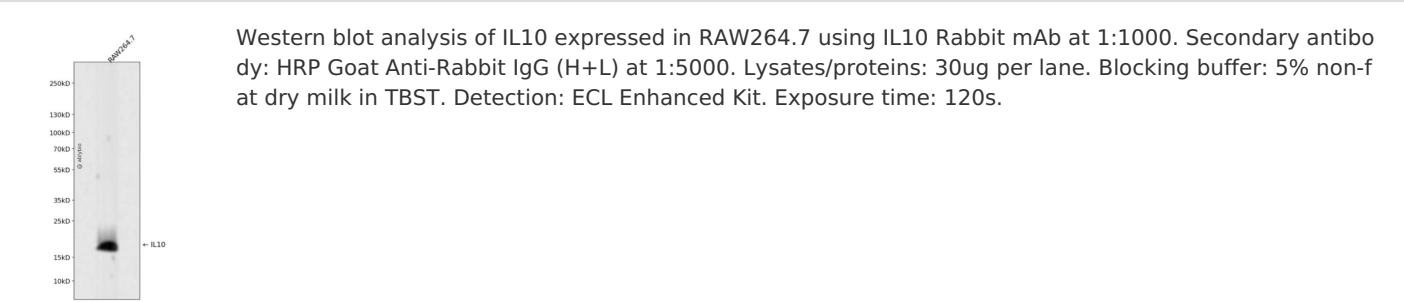 RAW264.7
250kD
130kD
100kD
70kD
55kD
35kD
25kD
15kD
10kD
← IL10
Western blot analysis of IL10 expressed in RAW264.7 using IL10 Rabbit mAb at 1:1000. Secondary antibo
dy: HRP Goat Anti-Rabbit IgG (H+L) at 1:5000. Lysates/proteins: 30ug per lane. Blocking buffer: 5% non-f
at dry milk in TBST. Detection: ECL Enhanced Kit. Exposure time: 120s.